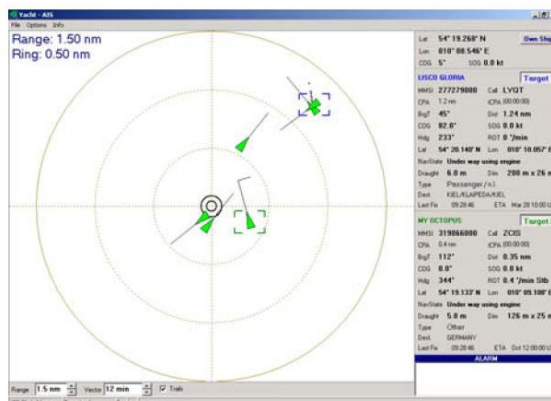 Yacht - AIS
File Options Info
Range: 1.50 nm
Ring: 0.50 nm
Lat 54° 19.268' N Own Ship
Lon 010° 08.546' E
COG 5° SOG 0.0 kt
LISCO GLORIA Target
MMSI 277279000 Call LYQT
CPA 1.2 nm tCPA (00:00:00)
BrgT 45° Dist 1.24 nm
COG 82.0° SOG 0.0 kt
Hdg 233° ROT 0 °/min
Lat 54° 20.140' N Lon 010° 10.057' E
NavState Under way using engine
Draught 6.0 m Dim 200 m x 26 m
Type Passenger/n.I.
Dest KIEL/KLAIPEDA/KIEL
Last Fix 09:28:46 ETA Mar 28 10:00 U
MY OCTOPUS Target
MMSI 319866000 Call ZCIS
CPA 0.4 nm tCPA (00:00:00)
BrgT 112° Dist 0.35 nm
COG 0.0° SOG 0.0 kt
Hdg 344° ROT 0.4 °/min Stb
Lat 54° 19.133' N Lon 010° 09.100' E
NavState Under way using engine
Draught 5.8 m Dim 126 m x 25 m
Type Other
Dest GERMANY
Last Fix 09:28:46 ETA Oct 12 00:00 U
ALARM
Range 1.5 nm Vector 12 min Trails